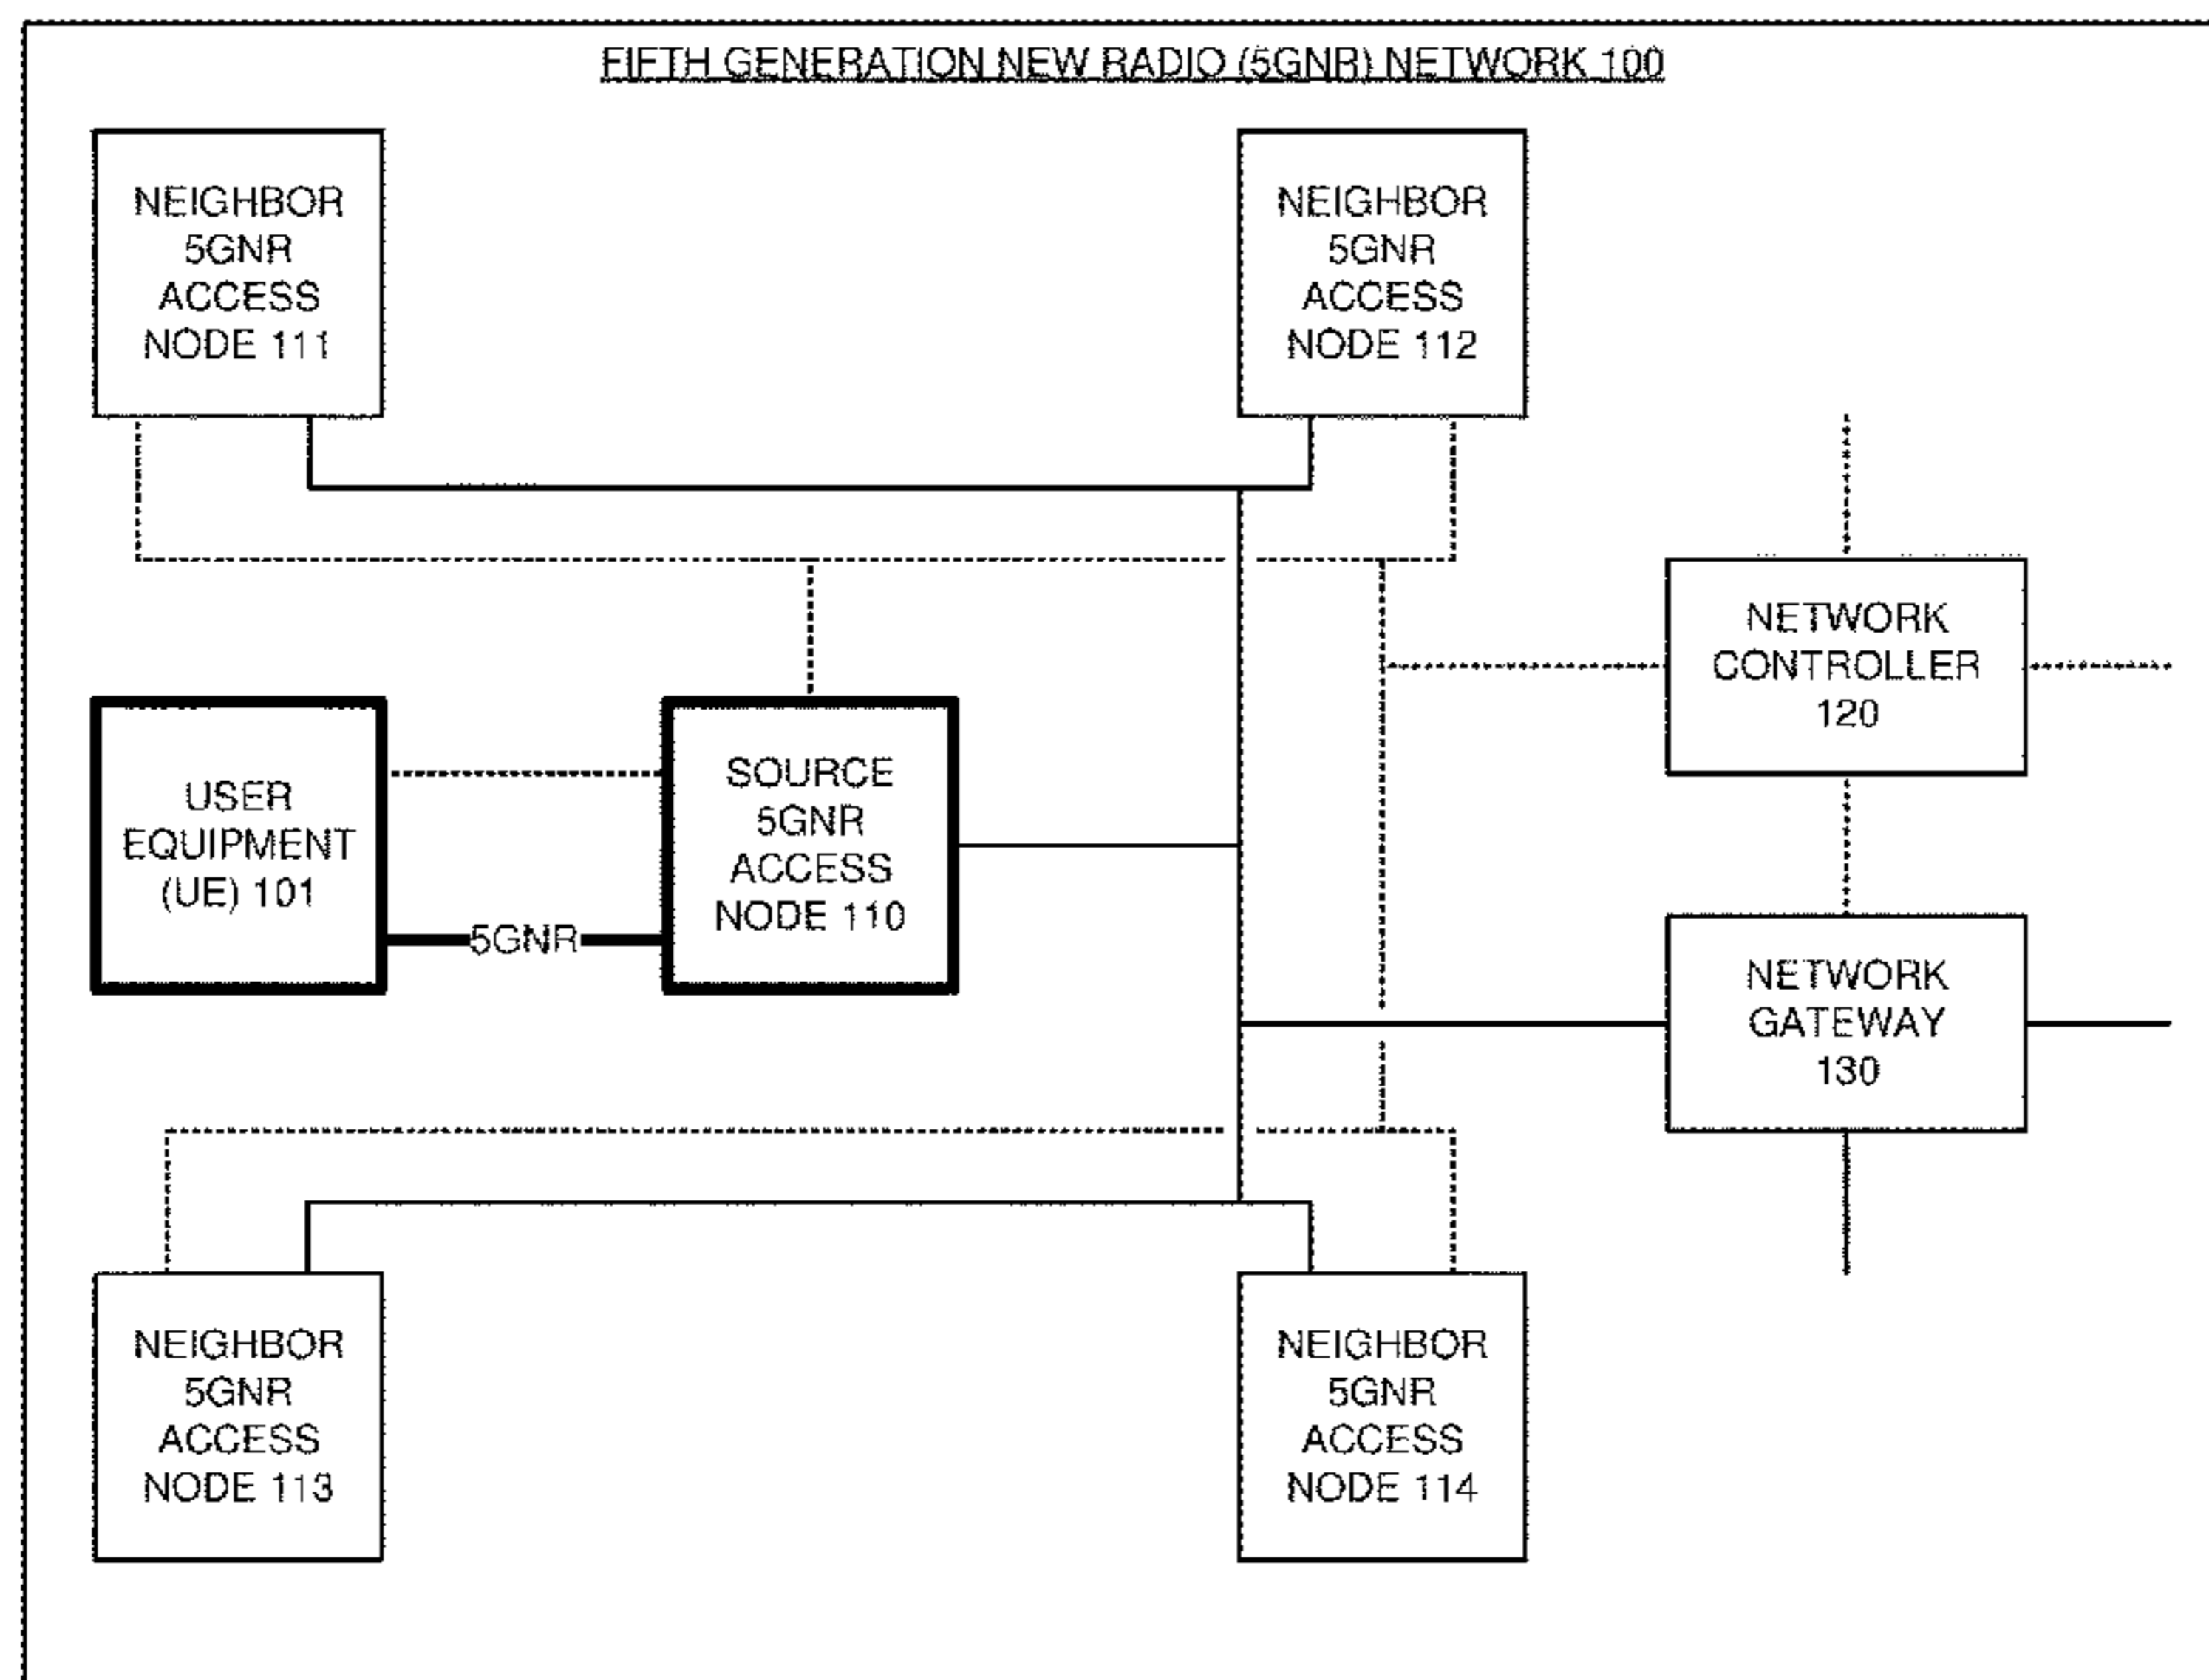 FIFTH GENERATION NEW RADIO (5GNR) NETWORK 100
NEIGHBOR
5GNR
ACCESS
NODE 111
NEIGHBOR
5GNR
ACCESS
NODE 112
NETWORK
CONTROLLER
120
USER
EQUIPMENT
(UE) 101
5GNR
SOURCE
5GNR
ACCESS
NODE 110
NETWORK
GATEWAY
130
NEIGHBOR
5GNR
ACCESS
NODE 113
NEIGHBOR
5GNR
ACCESS
NODE 114